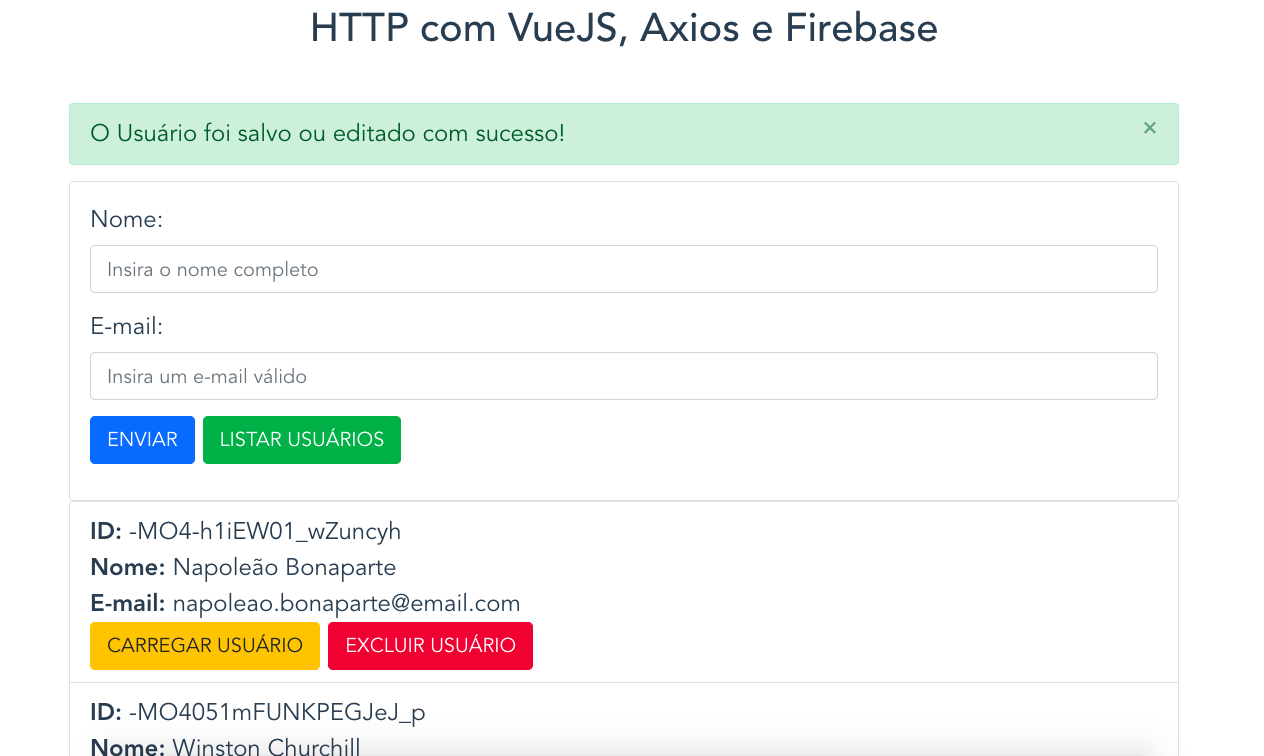 HTTP com VueJS, Axios e Firebase
O Usuário foi salvo ou editado com sucesso! ×
Nome:
Insira o nome completo
E-mail:
Insira um e-mail válido
ENVIAR LISTAR USUÁRIOS
ID: -MO4-h1iEW01_wZuncyh
Nome: Napoleão Bonaparte
E-mail: napoleao.bonaparte@email.com
CARREGAR USUÁRIO EXCLUIR USUÁRIO
ID: -MO4051mFUNKPEGJeJ_p
Nome: Winston Churchill